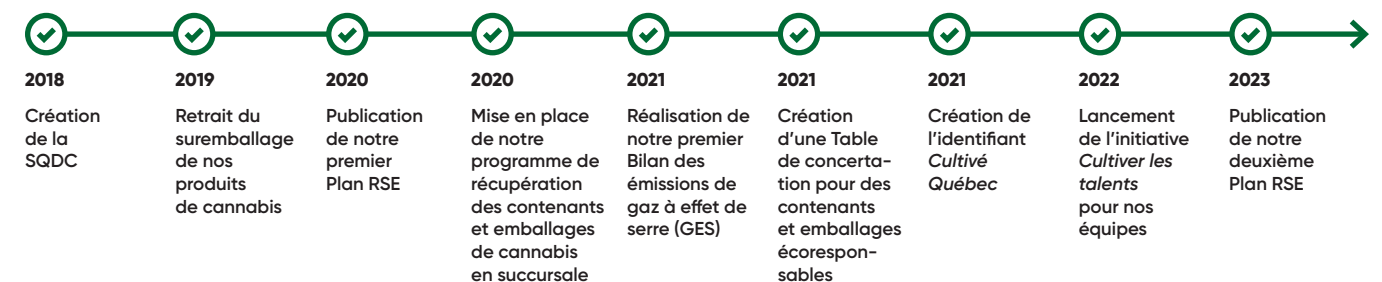 2018
Création
de la
SQDC
2019
Retrait du
suremballage
de nos
produits
de cannabis
2020
Publication
de notre
premier
Plan RSE
2020
Mise en place
de notre
programme de
récupération
des contenants
et emballages
de cannabis
en succursale
2021
Réalisation de
notre premier
Bilan des
émissions de
gaz à effet de
serre (GES)
2021
Création
d'une Table
de concerta-
tion pour des
contenants
et emballages
écorespon-
sables
2021
Création de
l'identifiant
Cultivé
Québec
2022
Lancement
de l'initiative
Cultiver les
talents
pour nos
équipes
2023
Publication
de notre
deuxième
Plan RSE